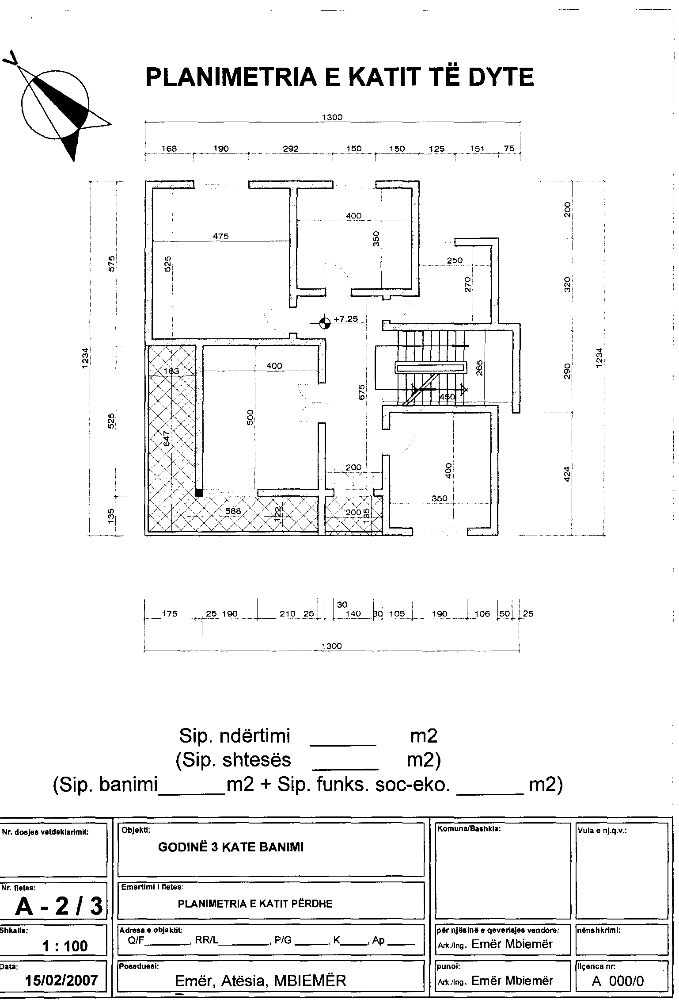 V
PLANIMETRIA E KATIT TË DYTE
1300
168 190 292 150 150 125 151 75
400
200
475
350
575
525
250
270
320
+7.25
1234
163
400
265
290
1234
675
450
525
500
647
200
400
424
350
135
588
122
200
135
30
175 25 190 210 25 140 30 105 190 106 50 25
1300
Sip. ndërtimi ______ m2
(Sip. shtesës ______ m2)
(Sip. banimi______m2 + Sip. funks. soc-eko. ______ m2)
Nr. dosjes vetdeklarimit:
Objekti:
GODINË 3 KATE BANIMI
Komuna/Bashkia:
Vula e nj.q.v.:
Nr. fletes:
A - 2 / 3
Emertimi i fletes:
PLANIMETRIA E KATIT PËRDHE
Shkalla:
1 : 100
Adresa e objektit:
Q/F________, RR/L_________, P/G ______, K_____, Ap _____
për njësinë e qeverisjes vendore:
Ark./Ing. Emër Mbiemër
nënshkrimi:
Data:
15/02/2007
Poseduesi:
Emër, Atësia, MBIEMËR
punoi:
Ark./Ing. Emër Mbiemër
liçenca nr:
A 000/0